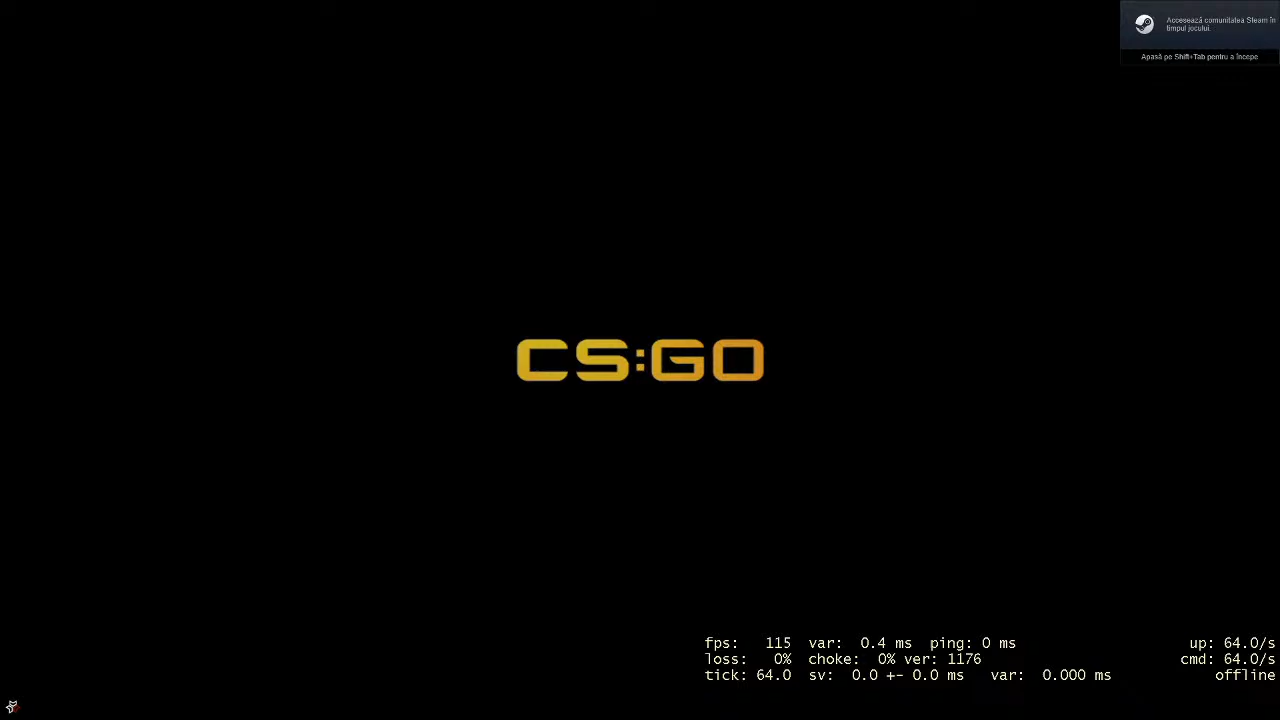 Accesează comunitatea Steam în
timpul jocului.
Apasă pe Shift+Tab pentru a începe
CS:GO
fps: 115 var: 0.4 ms ping: 0 ms up: 64.0/s
loss: 0% choke: 0% ver: 1176 cmd: 64.0/s
tick: 64.0 sv: 0.0 +- 0.0 ms var: 0.000 ms offline